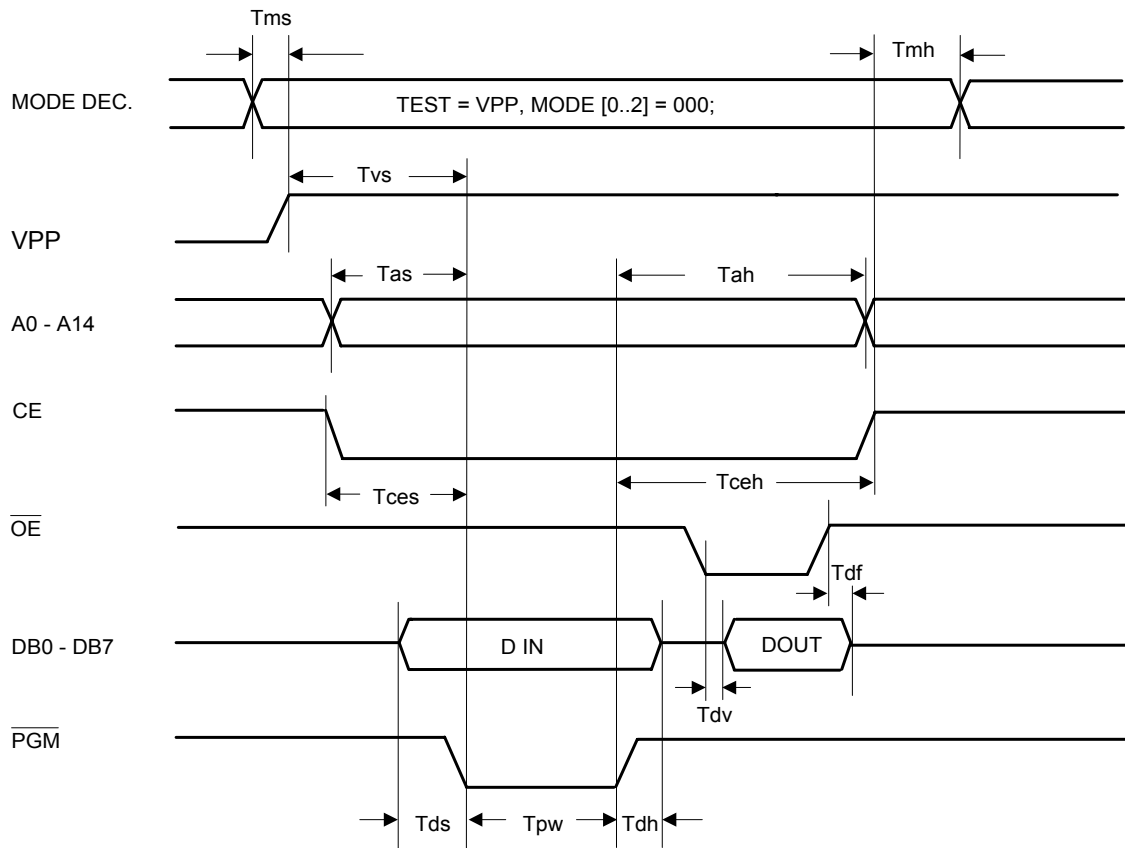 Tms
Tmh
MODE DEC.
TEST = VPP, MODE [0..2] = 000;
Tvs
VPP
Tas
Tah
A0 - A14
CE
Tces
Tceh
OE
Tdf
DB0 - DB7
D IN
DOUT
Tdv
PGM
Tds
Tpw
Tdh